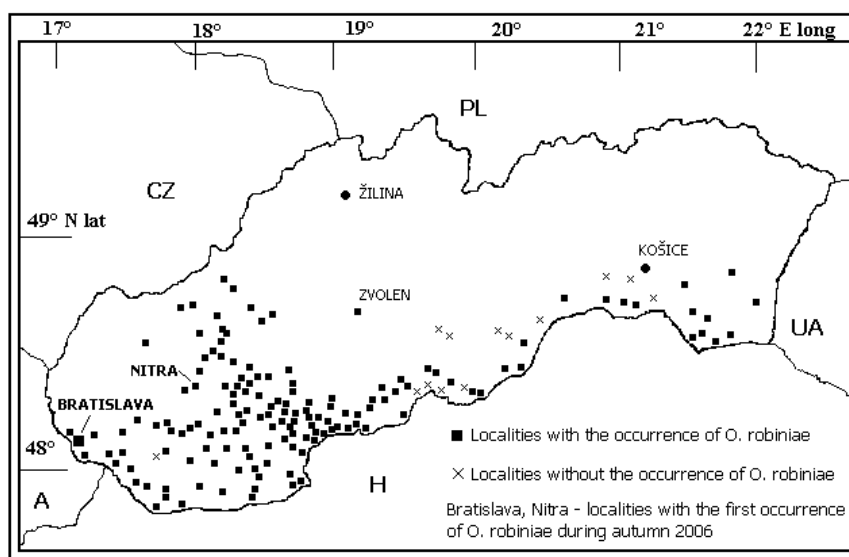 17° 18° 19° 20° 21° 22° E long
PL
CZ
ŽILINA
49° N lat
KOŠICE
ZVOLEN
UA
NITRA
BRATISLAVA
48°
A
H
Localities with the occurrence of O. robiniae
Localities without the occurrence of O. robiniae
Bratislava, Nitra - localities with the first occurrence
of O. robiniae during autumn 2006